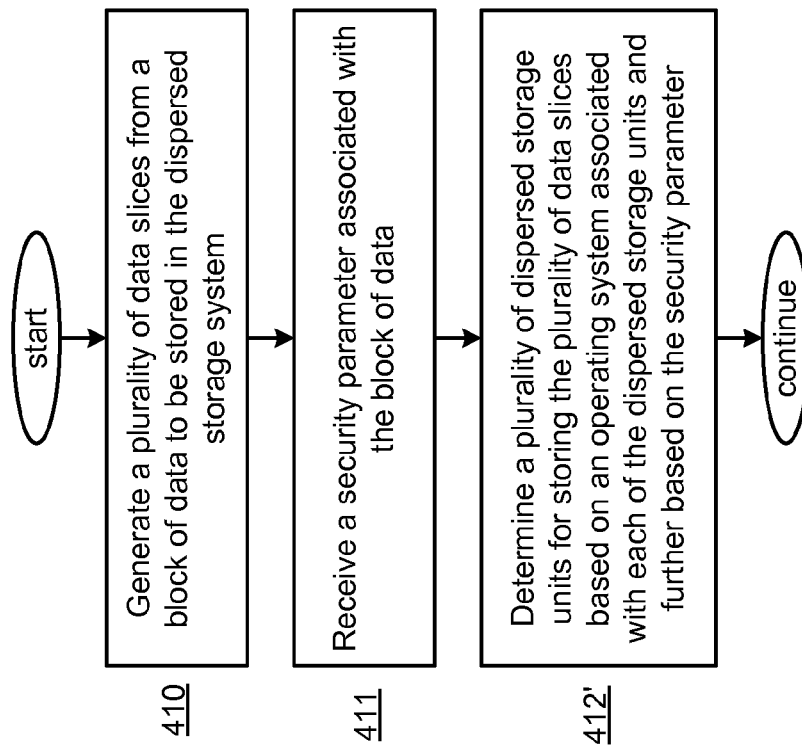 start
410
Generate a plurality of data slices from a
block of data to be stored in the dispersed
storage system
411
Receive a security parameter associated with
the block of data
412'
Determine a plurality of dispersed storage
units for storing the plurality of data slices
based on an operating system associated
with each of the dispersed storage units and
further based on the security parameter
continue